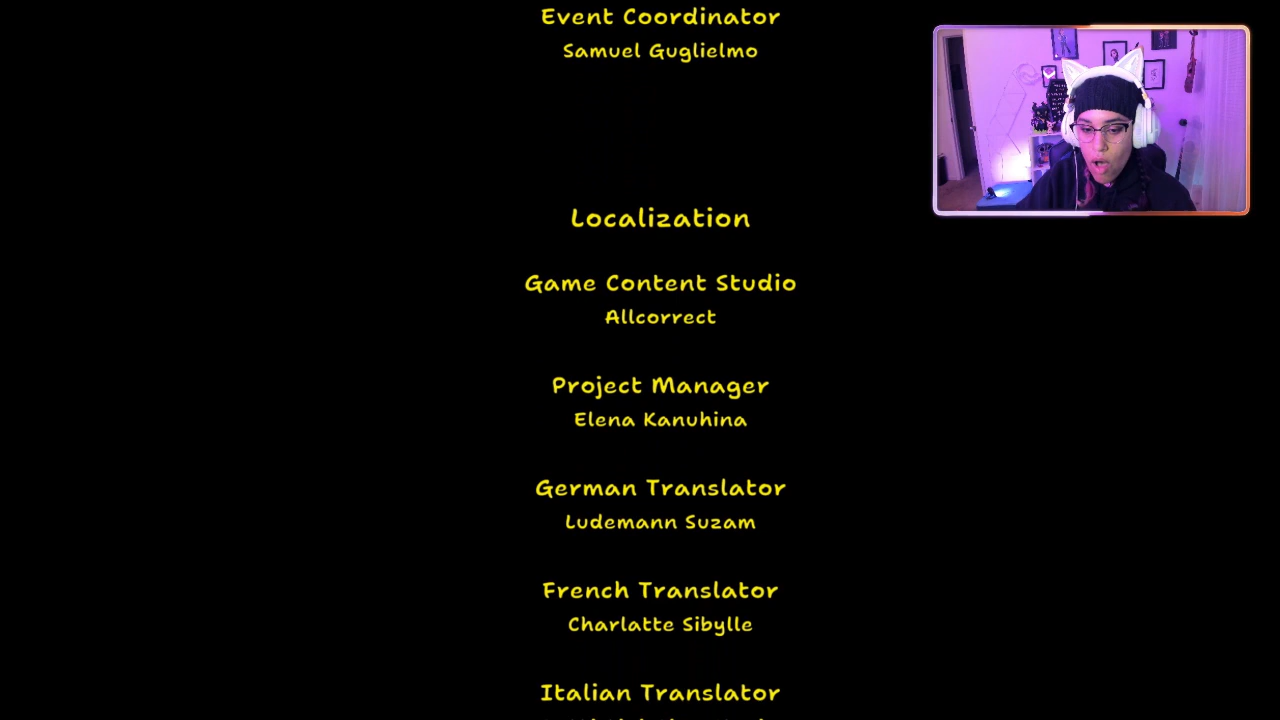 Event Coordinator
Samuel Guglielmo
Localization
Game Content Studio
Allcorrect
Project Manager
Elena Kanuhina
German Translator
Ludemann Suzam
French Translator
Charlatte Sibylle
Italian Translator